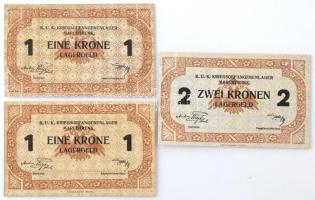 K. U. K. KRIEGSGEFANGENENLAGER
MARCHTRENK.
1 EINE KRONE 1
LAGERGELD
K. U. K. KRIEGSGEFANGENENLAGER
MARCHTRENK.
1 EINE KRONE 1
LAGERGELD
K. U. K. KRIEGSGEFANGENENLAGER
MARCHTRENK.
2 ZWEI KRONEN 2
LAGERGELD